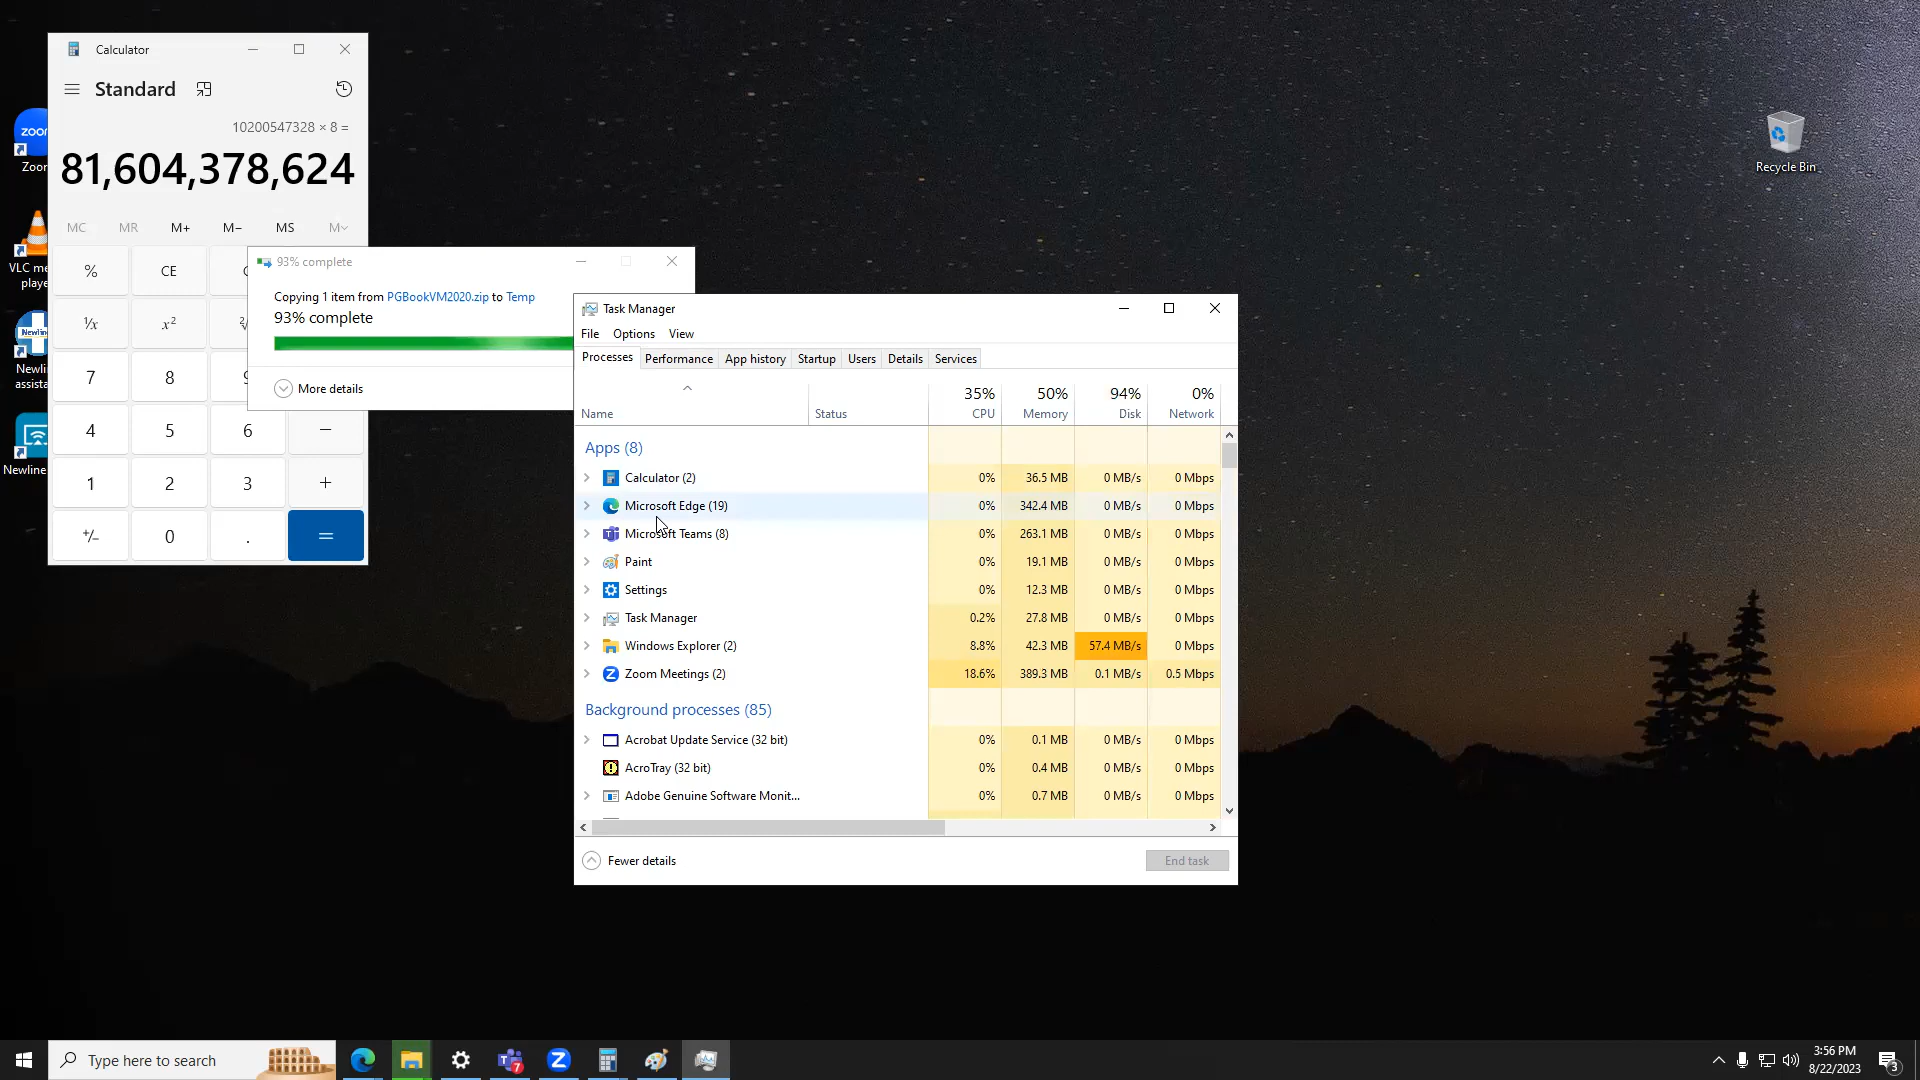 Calculator
Standard
10200547328 × 8 =
81,604,378,624
MC MR M+ M− MS M
% CE
¹/x x²
7 8
4 5 6 −
1 2 3 +
+/− 0 . =
Zoom
VLC me
playe
Newlin
assista
Newline
Recycle Bin
93% complete
Copying 1 item from PGBookVM2020.zip to Temp
93% complete
More details
Task Manager
File Options View
Processes Performance App history Startup Users Details Services
35% 50% 94% 0%
Name Status CPU Memory Disk Network
Apps (8)
Calculator (2) 0% 36.5 MB 0 MB/s 0 Mbps
Microsoft Edge (19) 0% 342.4 MB 0 MB/s 0 Mbps
Microsoft Teams (8) 0% 263.1 MB 0 MB/s 0 Mbps
Paint 0% 19.1 MB 0 MB/s 0 Mbps
Settings 0% 12.3 MB 0 MB/s 0 Mbps
Task Manager 0.2% 27.8 MB 0 MB/s 0 Mbps
Windows Explorer (2) 8.8% 42.3 MB 57.4 MB/s 0 Mbps
Zoom Meetings (2) 18.6% 389.3 MB 0.1 MB/s 0.5 Mbps
Background processes (85)
Acrobat Update Service (32 bit) 0% 0.1 MB 0 MB/s 0 Mbps
AcroTray (32 bit) 0% 0.4 MB 0 MB/s 0 Mbps
Adobe Genuine Software Monit... 0% 0.7 MB 0 MB/s 0 Mbps
Fewer details End task
Type here to search
7
3:56 PM
8/22/2023
3